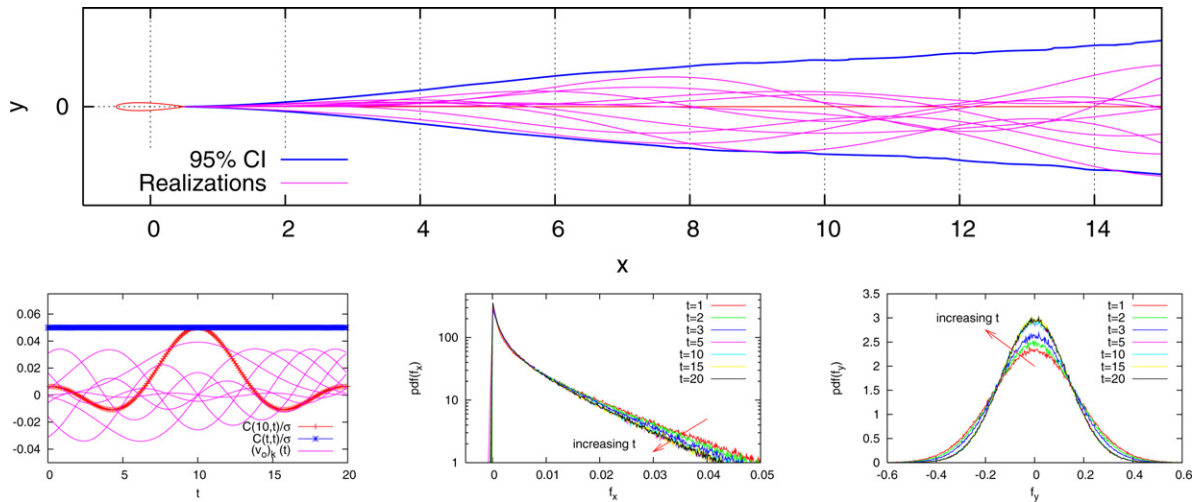 y
0
95% CI
Realizations
0 2 4 6 8 10 12 14
x
0.06
0.04
0.02
0
-0.02
-0.04
C(10,t)/σ
C(t,t)/σ
(v₀)ₖ(t)
0 5 10 15 20
t
pdf(fₓ)
100
10
1
t=1
t=2
t=3
t=5
t=10
t=15
t=20
increasing t
0 0.01 0.02 0.03 0.04 0.05
fₓ
pdf(f_y)
3.5
3
2.5
2
1.5
1
0.5
0
increasing t
t=1
t=2
t=3
t=5
t=10
t=15
t=20
-0.6 -0.4 -0.2 0 0.2 0.4 0.6
f_y